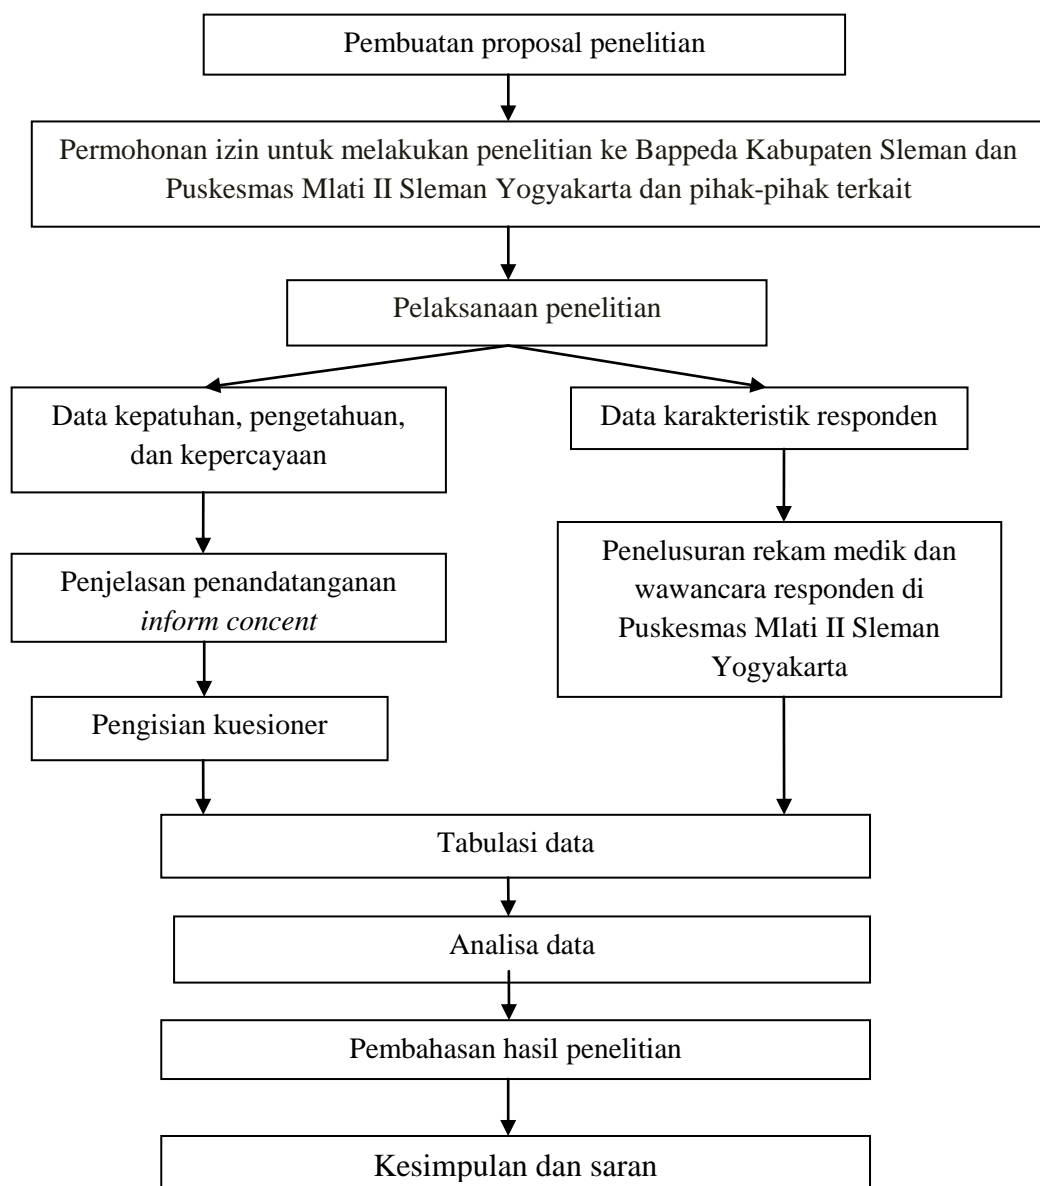 Pembuatan proposal penelitian
Permohonan izin untuk melakukan penelitian ke Bappeda Kabupaten Sleman dan
Puskesmas Mlati II Sleman Yogyakarta dan pihak-pihak terkait
Pelaksanaan penelitian
Data kepatuhan, pengetahuan,
dan kepercayaan
Penjelasan penandatanganan
inform concent
Pengisian kuesioner
Data karakteristik responden
Penelusuran rekam medik dan
wawancara responden di
Puskesmas Mlati II Sleman
Yogyakarta
Tabulasi data
Analisa data
Pembahasan hasil penelitian
Kesimpulan dan saran